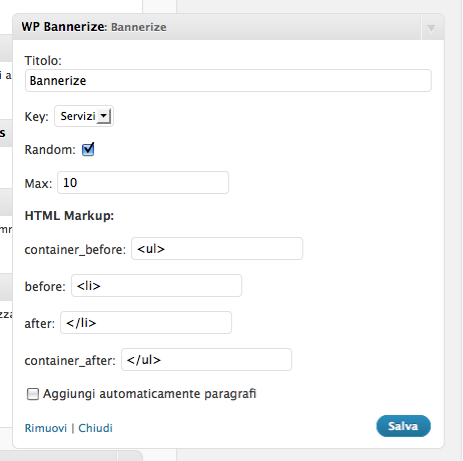 WP Bannerize: Bannerize
Titolo:
Bannerize
Key: Servizi
Random:
Max: 10
HTML Markup:
container_before: <ul>
before: <li>
after: </li>
container_after: </ul>
Aggiungi automaticamente paragrafi
Rimuovi | Chiudi
Salva